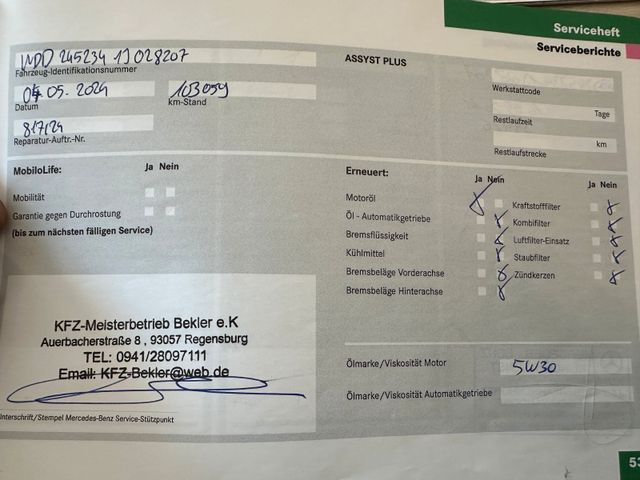 Serviceheft
Serviceberichte
WDD 245234 1J 028207
Fahrzeug-Identifikationsnummer
ASSYST PLUS
04 05. 2024
103059
Datum
km-Stand
Werkstattcode
Tage
Restlaufzeit
817/24
Reparatur-Auftr.-Nr.
km
Restlaufstrecke
MobiloLife:
Ja Nein
Mobilität
Garantie gegen Durchrostung
(bis zum nächsten fälligen Service)
Erneuert:
Ja Nein
Ja Nein
Motoröl
Kraftstofffilter
Öl - Automatikgetriebe
Kombifilter
Bremsflüssigkeit
Luftfilter-Einsatz
Kühlmittel
Staubfilter
Bremsbeläge Vorderachse
Zündkerzen
Bremsbeläge Hinterachse
KFZ-Meisterbetrieb Bekler e.K
Auerbacherstraße 8 , 93057 Regensburg
TEL: 0941/28097111
Email: KFZ-Bekler@web.de
Unterschrift/Stempel Mercedes-Benz Service-Stützpunkt
Ölmarke/Viskosität Motor
5W30
Ölmarke/Viskosität Automatikgetriebe
53